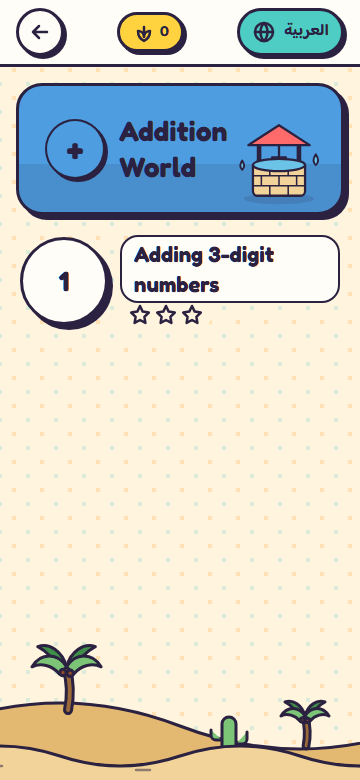 0
العربية
+
Addition
World
1
Adding 3-digit
numbers